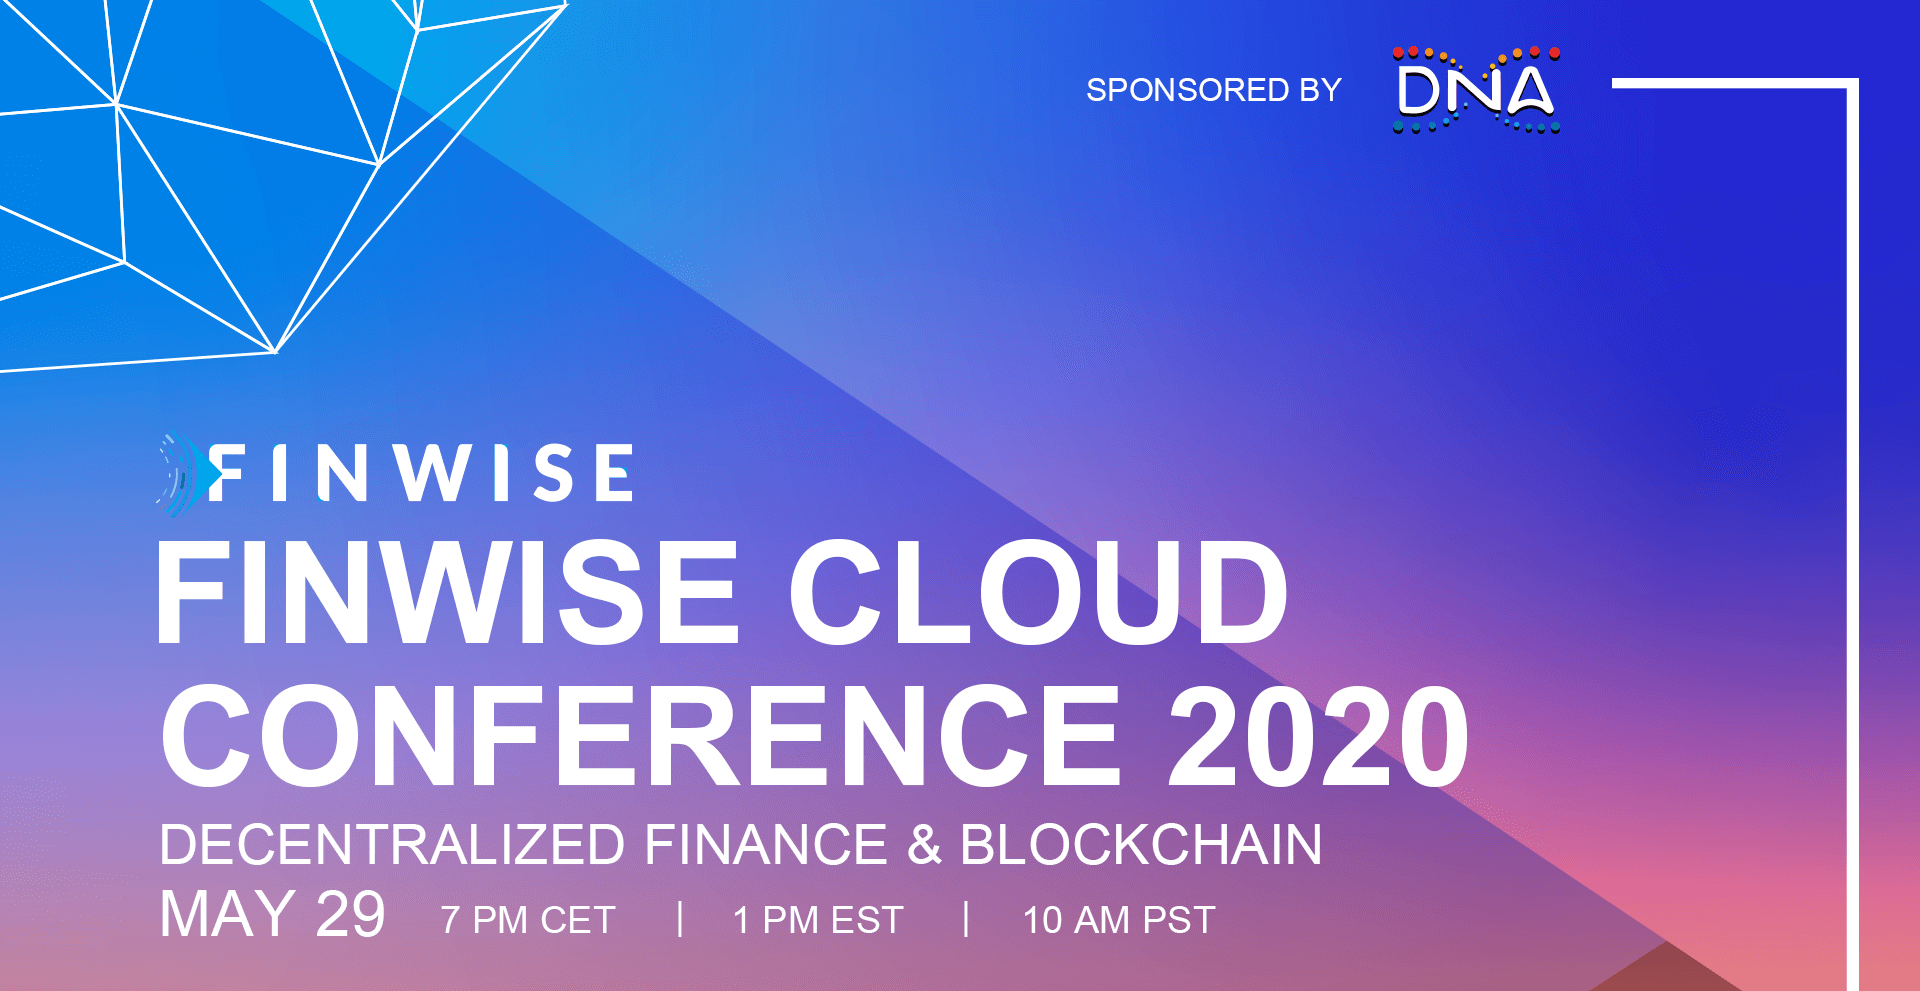 SPONSORED BY DNA
FINWISE
FINWISE CLOUD
CONFERENCE 2020
DECENTRALIZED FINANCE & BLOCKCHAIN
MAY 29 7 PM CET | 1 PM EST | 10 AM PST